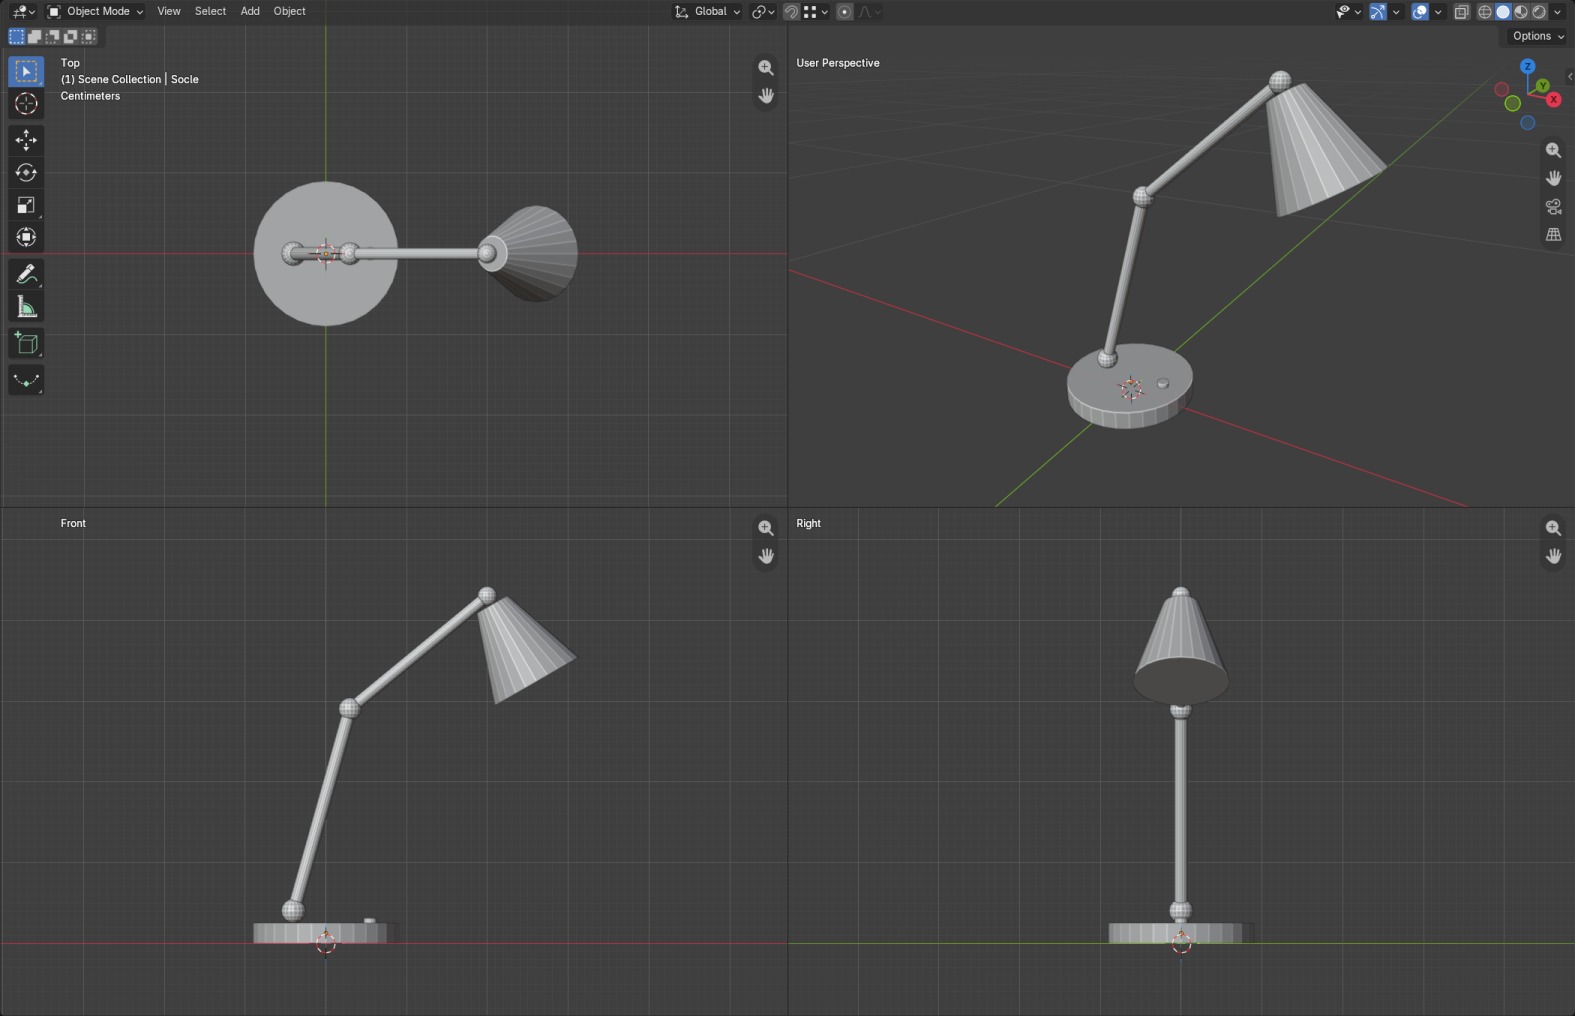 Object Mode View Select Add Object Global
Options
Top
(1) Scene Collection | Socle
Centimeters
User Perspective
Z
Y
X
Front
Right